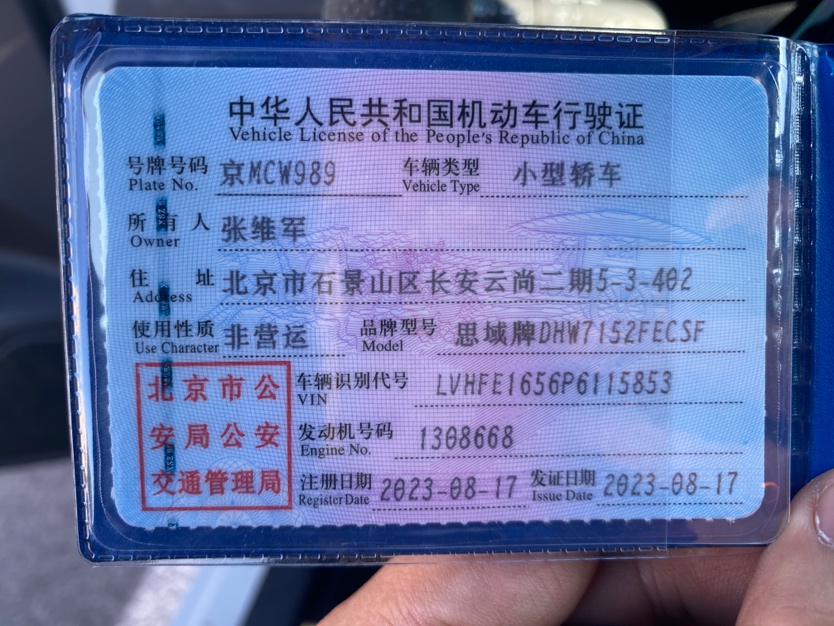 中华人民共和国机动车行驶证
Vehicle License of the People's Republic of China
号牌号码 京MCW989 车辆类型 小型轿车
Plate No. Vehicle Type
所有人 张维军
Owner
住址 北京市石景山区长安云尚二期5-3-402
Address
使用性质 非营运 品牌型号 思域牌DHW7152FECSF
Use Character Model
北京市公 车辆识别代号 LVHFE1656P6115853
VIN
安局公安 发动机号码 1308668
Engine No.
交通管理局 注册日期 2023-08-17 发证日期 2023-08-17
Register Date Issue Date